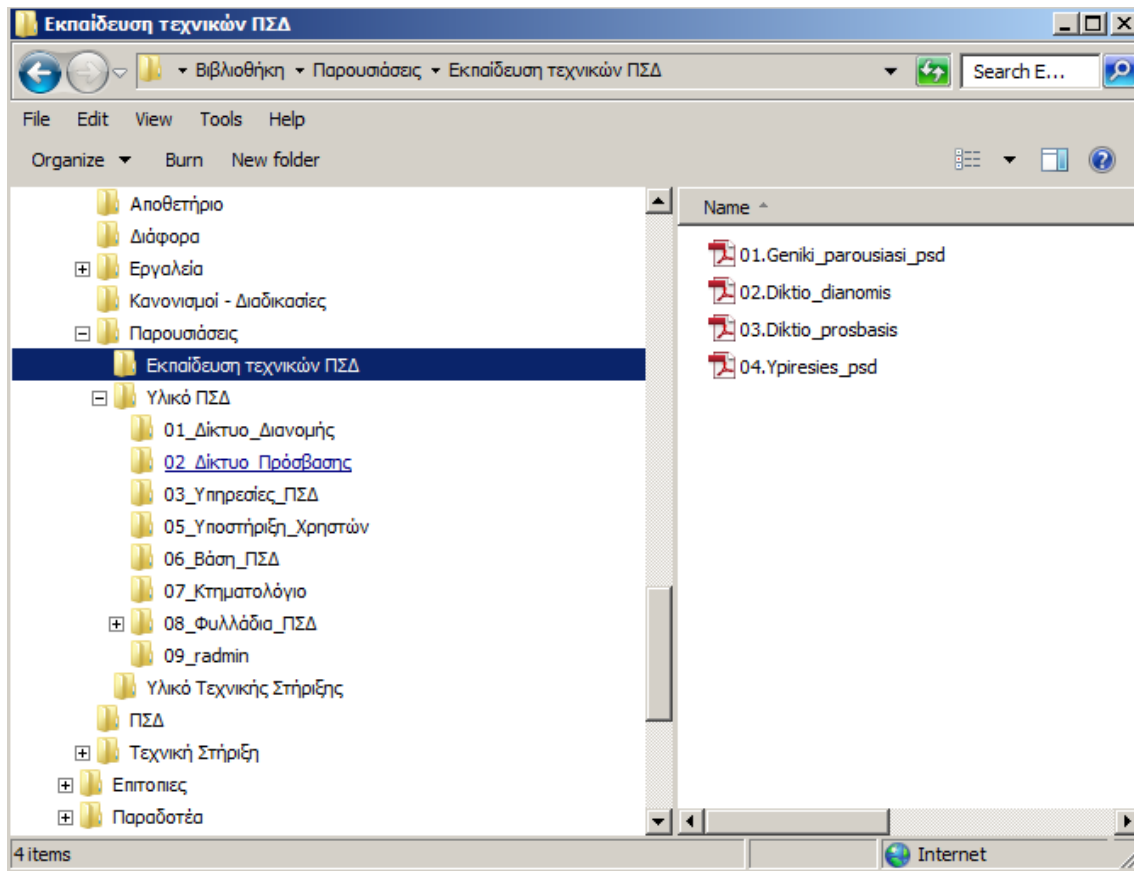 Εκπαίδευση τεχνικών ΠΣΔ
Βιβλιοθήκη Παρουσιάσεις Εκπαίδευση τεχνικών ΠΣΔ Search E...
File Edit View Tools Help
Organize Burn New folder
Αποθετήριο
Διάφορα
Εργαλεία
Κανονισμοί - Διαδικασίες
Παρουσιάσεις
Εκπαίδευση τεχνικών ΠΣΔ
Υλικό ΠΣΔ
01_Δίκτυο_Διανομής
02_Δίκτυο_Πρόσβασης
03_Υπηρεσίες_ΠΣΔ
05_Υποστήριξη_Χρηστών
06_Βάση_ΠΣΔ
07_Κτηματολόγιο
08_Φυλλάδια_ΠΣΔ
09_radmin
Υλικό Τεχνικής Στήριξης
ΠΣΔ
Τεχνική Στήριξη
Επιτοπιες
Παραδοτέα
Name
01.Geniki_parousiasi_psd
02.Diktio_dianomis
03.Diktio_prosbasis
04.Ypiresies_psd
4 items Internet